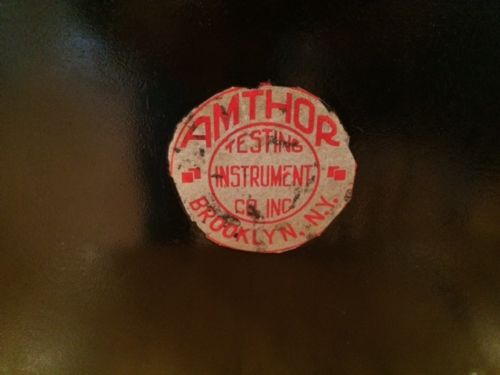 AMTHOR
TESTING
INSTRUMENT
CO. INC.
BROOKLYN, N.Y.